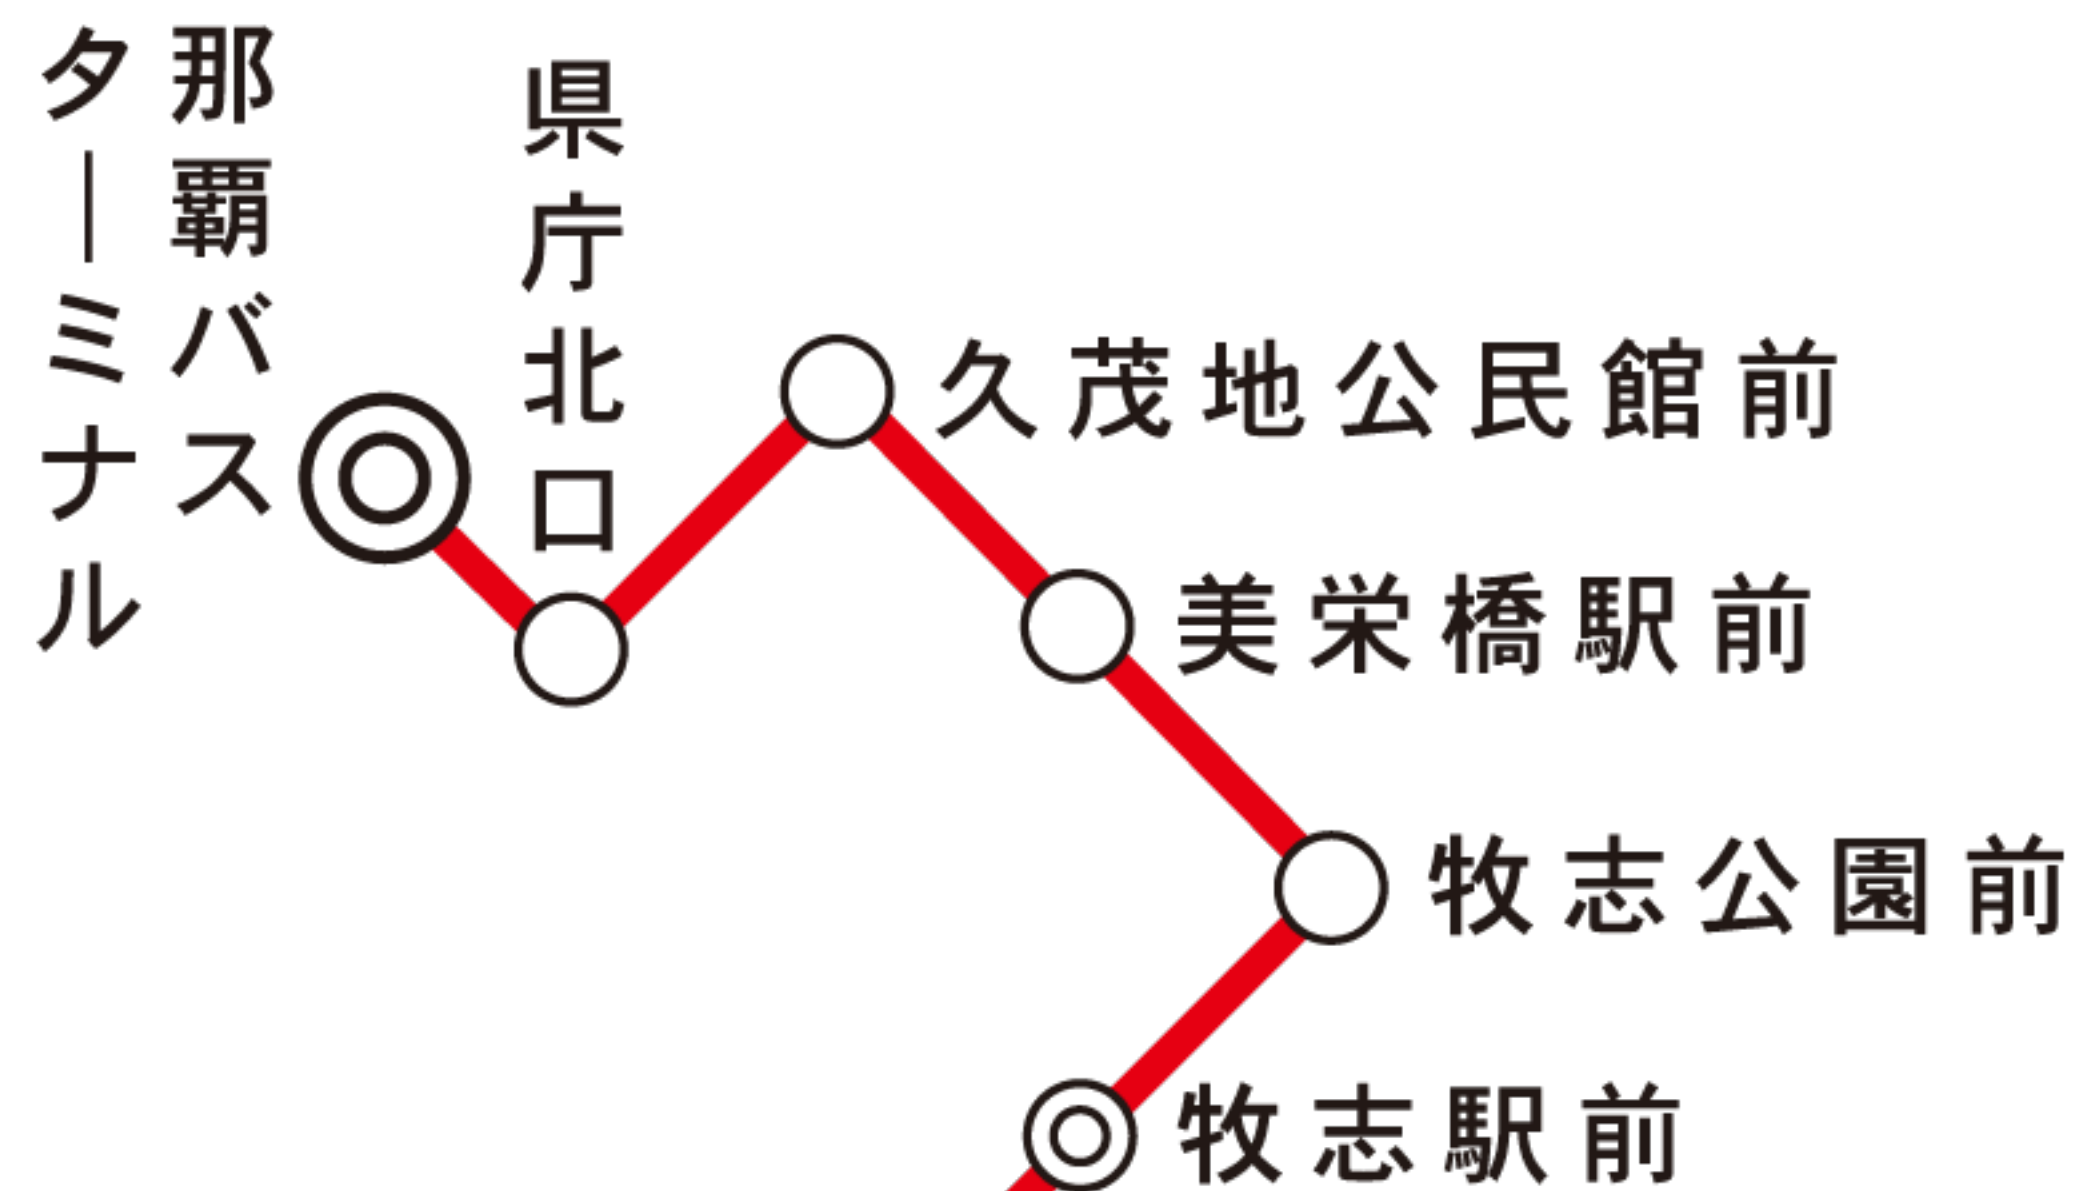 那覇バス
ターミナル
県庁北口
久茂地公民館前
美栄橋駅前
牧志公園前
牧志駅前